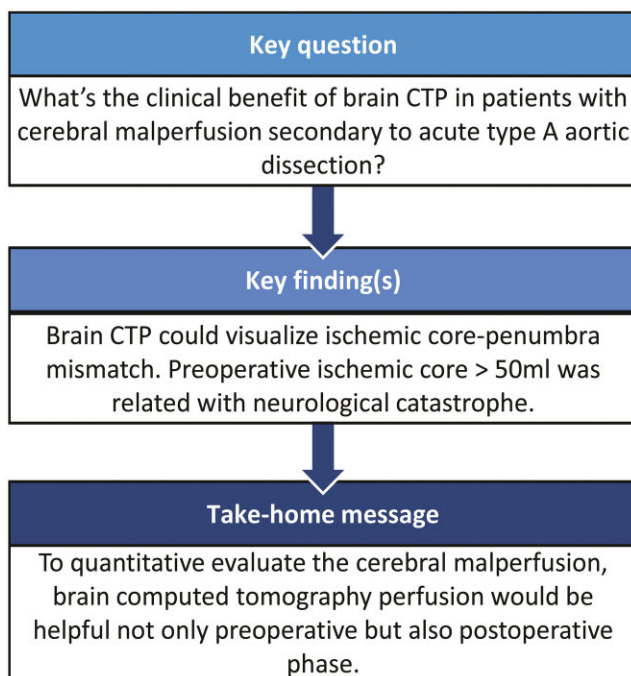 Key question
What's the clinical benefit of brain CTP in patients with
cerebral malperfusion secondary to acute type A aortic
dissection?
Key finding(s)
Brain CTP could visualize ischemic core-penumbra
mismatch. Preoperative ischemic core > 50ml was
related with neurological catastrophe.
Take-home message
To quantitative evaluate the cerebral malperfusion,
brain computed tomography perfusion would be
helpful not only preoperative but also postoperative
phase.